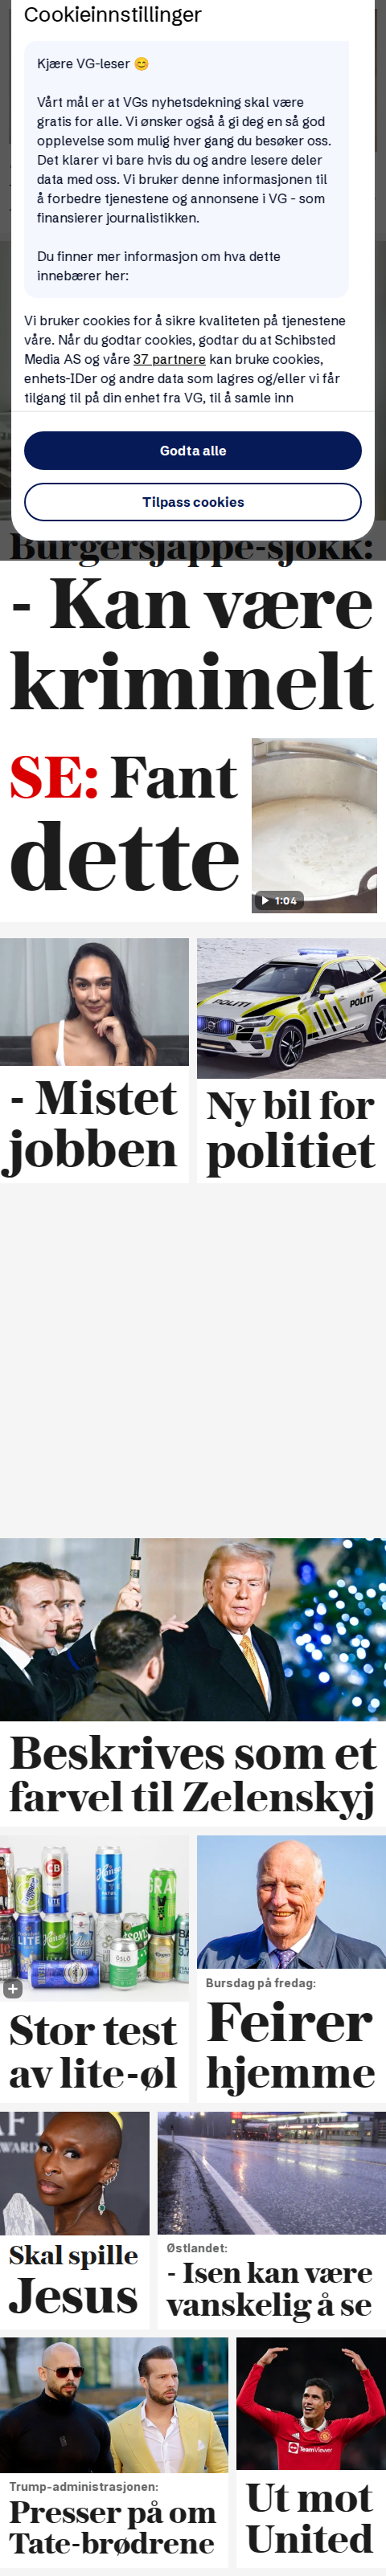 Cookieinnstillinger
Kjære VG-leser 😊
Vårt mål er at VGs nyhetsdekning skal være
gratis for alle. Vi ønsker også å gi deg en så god
opplevelse som mulig hver gang du besøker oss.
Det klarer vi bare hvis du og andre lesere deler
data med oss. Vi bruker denne informasjonen til
å forbedre tjenestene og annonsene i VG - som
finansierer journalistikken.
Du finner mer informasjon om hva dette
innebærer her:
Vi bruker cookies for å sikre kvaliteten på tjenestene
våre. Når du godtar cookies, godtar du at Schibsted
Media AS og våre 37 partnere kan bruke cookies,
enhets-IDer og andre data som lagres og/eller vi får
tilgang til på din enhet fra VG, til å samle inn
Godta alle
Tilpass cookies
Burgersjappe-sjokk:
- Kan være
kriminelt
SE: Fant
dette
1:04
POLITI
POLITI
- Mistet
jobben
Ny bil for
politiet
Beskrives som et
farvel til Zelenskyj
CB
Hansa
GRA
LITE
OSLO
Stor test
av lite-øl
Bursdag på fredag:
Feirer
hjemme
WARD
Skal spille
Jesus
Østlandet:
- Isen kan være
vanskelig å se
TeamViewer
Trump-administrasjonen:
Presser på om
Tate-brødrene
Ut mot
United